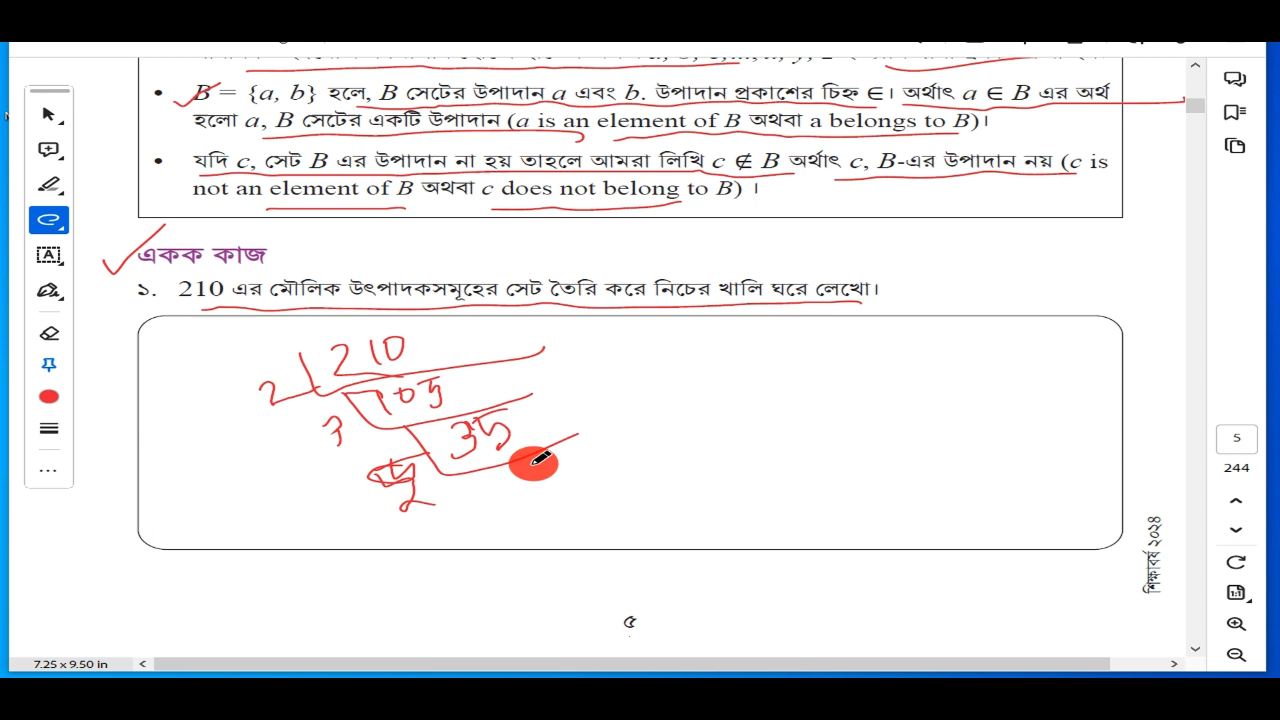 • B = {a, b} হলে, B সেটের উপাদান a এবং b. উপাদান প্রকাশের চিহ্ন ∈। অর্থাৎ a ∈ B এর অর্থ
হলো a, B সেটের একটি উপাদান (a is an element of B অথবা a belongs to B)।
• যদি c, সেট B এর উপাদান না হয় তাহলে আমরা লিখি c ∉ B অর্থাৎ c, B-এর উপাদান নয় (c is
not an element of B অথবা c does not belong to B) ।
একক কাজ
১. 210 এর মৌলিক উৎপাদকসমূহের সেট তৈরি করে নিচের খালি ঘরে লেখো।
2 210
3 105
35
শিক্ষাবর্ষ ২০২৪
৫
5
244
7.25 x 9.50 in